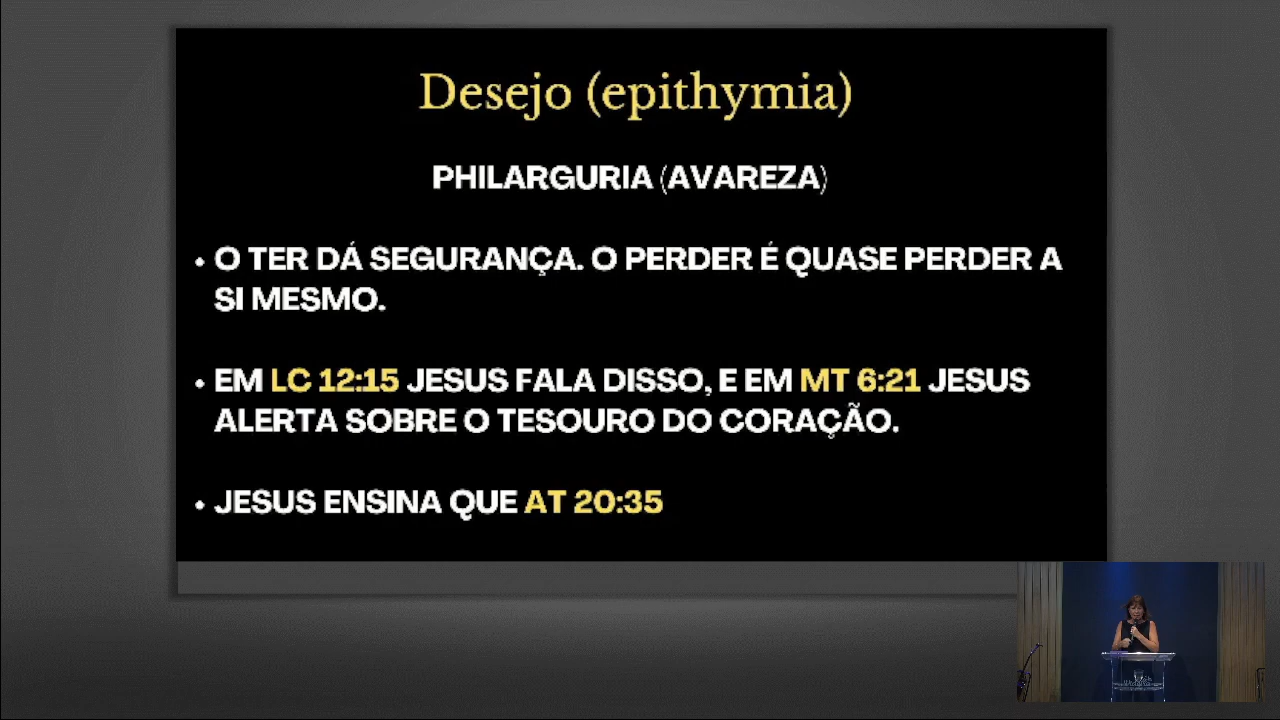 Desejo (epithymia)
PHILARGURIA (AVAREZA)
• O TER DÁ SEGURANÇA. O PERDER É QUASE PERDER A
SI MESMO.
• EM LC 12:15 JESUS FALA DISSO, E EM MT 6:21 JESUS
ALERTA SOBRE O TESOURO DO CORAÇÃO.
• JESUS ENSINA QUE AT 20:35